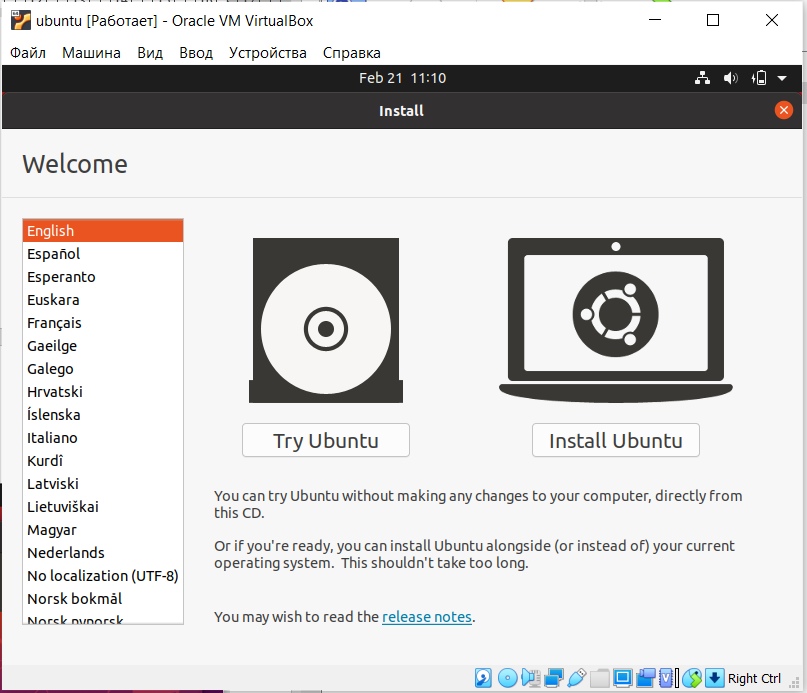 ubuntu [Работает] - Oracle VM VirtualBox
Файл Машина Вид Ввод Устройства Справка
Feb 21 11:10
Install
Welcome
English
Español
Esperanto
Euskara
Français
Gaeilge
Galego
Hrvatski
Íslenska
Italiano
Kurdî
Latviski
Lietuviškai
Magyar
Nederlands
No localization (UTF-8)
Norsk bokmål
Norsk nynorsk
Try Ubuntu
Install Ubuntu
You can try Ubuntu without making any changes to your computer, directly from
this CD.
Or if you're ready, you can install Ubuntu alongside (or instead of) your current
operating system. This shouldn't take too long.
You may wish to read the release notes.
Right Ctrl